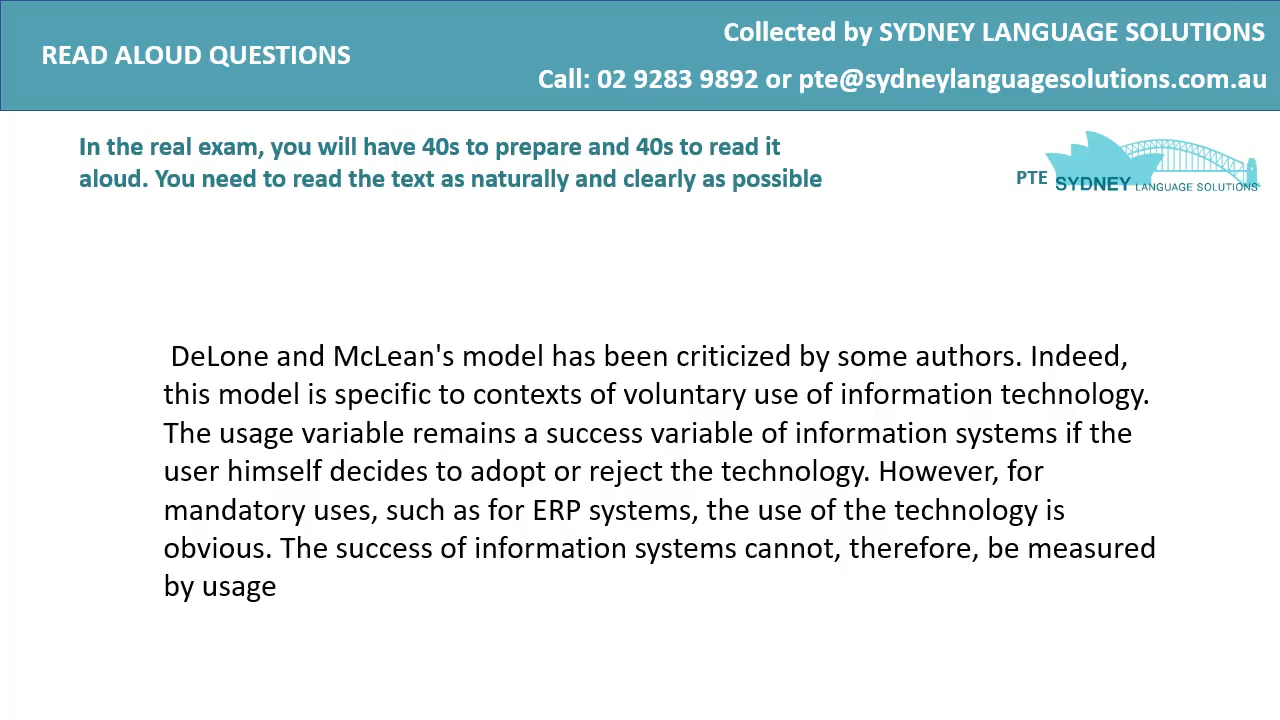 READ ALOUD QUESTIONS
Collected by SYDNEY LANGUAGE SOLUTIONS
Call: 02 9283 9892 or pte@sydneylanguagesolutions.com.au
In the real exam, you will have 40s to prepare and 40s to read it
aloud. You need to read the text as naturally and clearly as possible
PTE SYDNEY LANGUAGE SOLUTIONS
DeLone and McLean's model has been criticized by some authors. Indeed,
this model is specific to contexts of voluntary use of information technology.
The usage variable remains a success variable of information systems if the
user himself decides to adopt or reject the technology. However, for
mandatory uses, such as for ERP systems, the use of the technology is
obvious. The success of information systems cannot, therefore, be measured
by usage